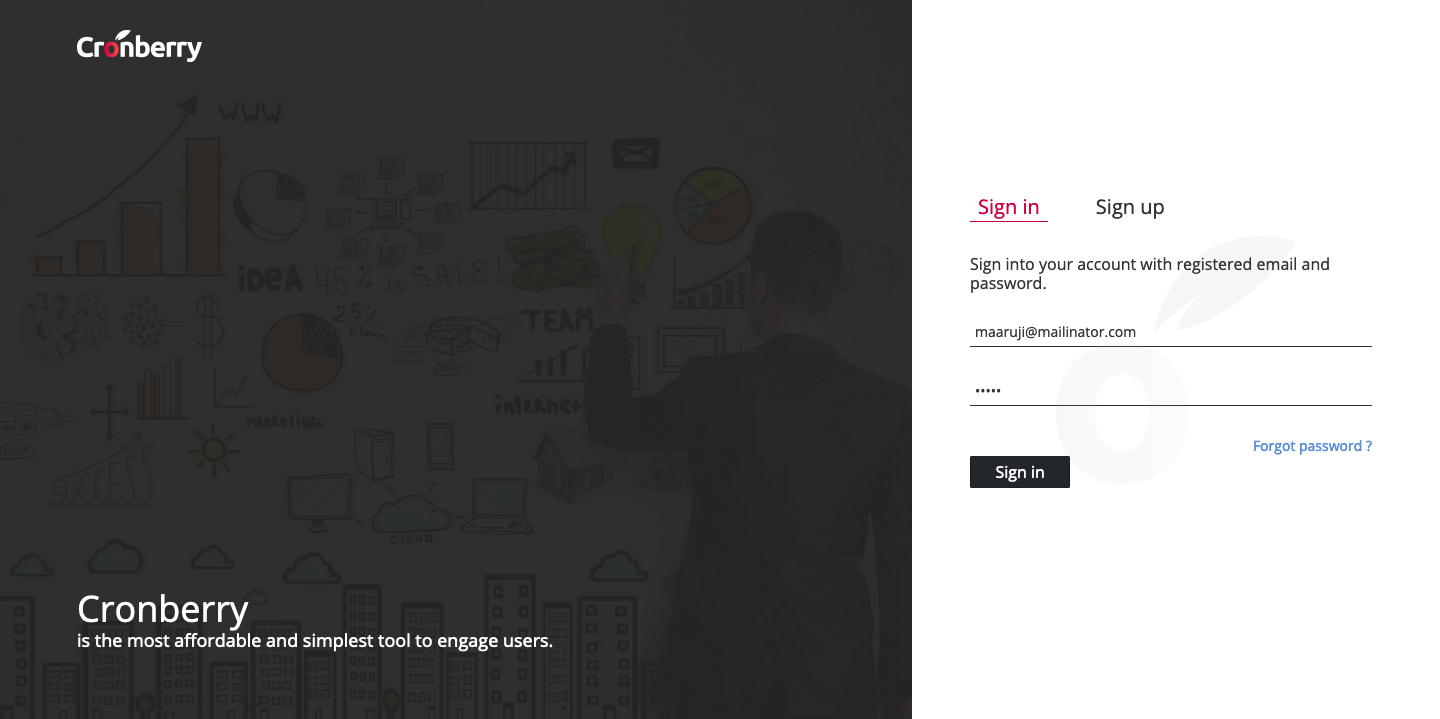 Cronberry
WWW
IDEA 45% is SALE!
25%
TEAM
MARKETING
internet
SUCCESS
CLOUD
Cronberry
is the most affordable and simplest tool to engage users.
Sign in
Sign up
Sign into your account with registered email and
password.
maaruji@mailinator.com
•••••
Forgot password ?
Sign in